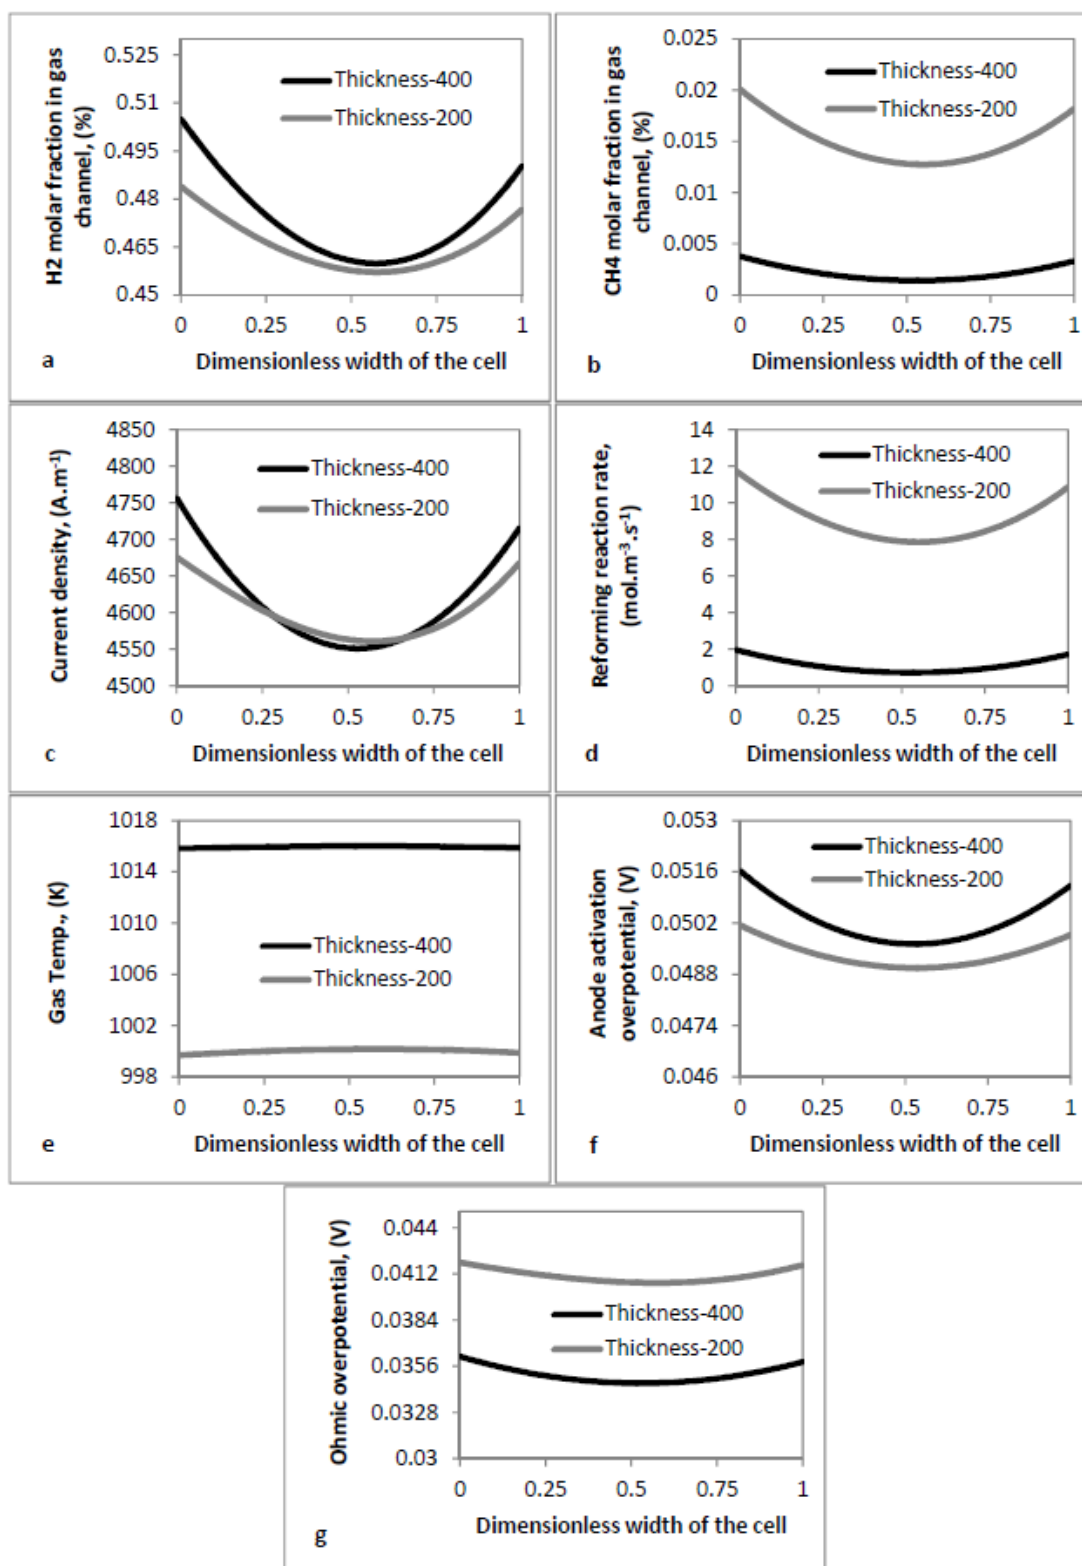 H2 molar fraction in gas
channel, (%)
0.525
0.51
0.495
0.48
0.465
0.45
Thickness-400
Thickness-200
0 0.25 0.5 0.75 1
Dimensionless width of the cell
a
CH4 molar fraction in gas
channel, (%)
0.025
0.02
0.015
0.01
0.005
0
Thickness-400
Thickness-200
0 0.25 0.5 0.75 1
Dimensionless width of the cell
b
Current density, (A.m⁻¹)
4850
4800
4750
4700
4650
4600
4550
4500
Thickness-400
Thickness-200
0 0.25 0.5 0.75 1
Dimensionless width of the cell
c
Reforming reaction rate,
(mol.m⁻³.s⁻¹)
14
12
10
8
6
4
2
0
Thickness-400
Thickness-200
0 0.25 0.5 0.75 1
Dimensionless width of the cell
d
Gas Temp., (K)
1018
1014
1010
1006
1002
998
Thickness-400
Thickness-200
0 0.25 0.5 0.75 1
Dimensionless width of the cell
e
Anode activation
overpotential, (V)
0.053
0.0516
0.0502
0.0488
0.0474
0.046
Thickness-400
Thickness-200
0 0.25 0.5 0.75 1
Dimensionless width of the cell
f
Ohmic overpotential, (V)
0.044
0.0412
0.0384
0.0356
0.0328
0.03
Thickness-400
Thickness-200
0 0.25 0.5 0.75 1
Dimensionless width of the cell
g